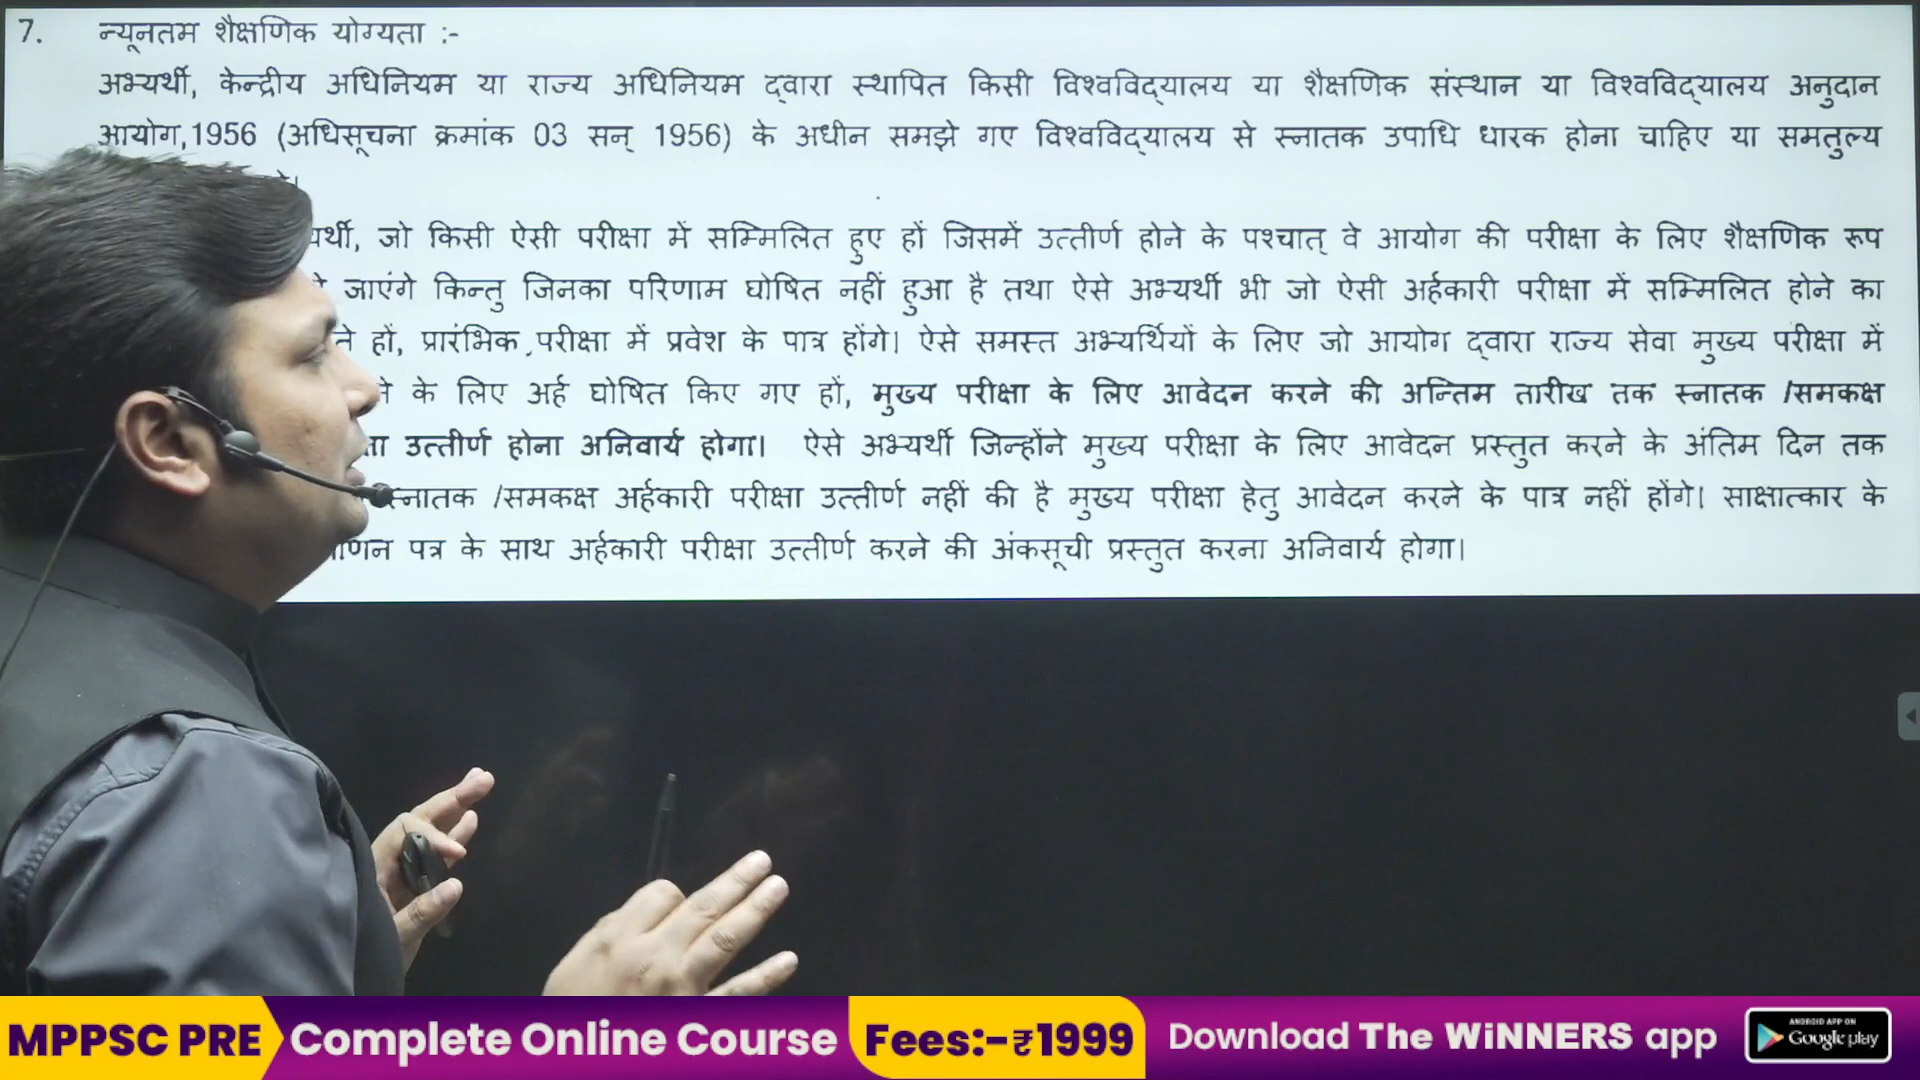 7. न्यूनतम शैक्षणिक योग्यता :-
अभ्यर्थी, केन्द्रीय अधिनियम या राज्य अधिनियम द्वारा स्थापित किसी विश्वविद्यालय या शैक्षणिक संस्थान या विश्वविद्यालय अनुदान
आयोग,1956 (अधिसूचना क्रमांक 03 सन् 1956) के अधीन समझे गए विश्वविद्यालय से स्नातक उपाधि धारक होना चाहिए या समतुल्य
जो किसी ऐसी परीक्षा में सम्मिलित हुए हों जिसमें उत्तीर्ण होने के पश्चात् वे आयोग की परीक्षा के लिए शैक्षणिक रूप
जाएंगे किन्तु जिनका परिणाम घोषित नहीं हुआ है तथा ऐसे अभ्यर्थी भी जो ऐसी अर्हकारी परीक्षा में सम्मिलित होने का
हों, प्रारंभिक परीक्षा में प्रवेश के पात्र होंगे। ऐसे समस्त अभ्यर्थियों के लिए जो आयोग द्वारा राज्य सेवा मुख्य परीक्षा में
के लिए अर्ह घोषित किए गए हों, मुख्य परीक्षा के लिए आवेदन करने की अन्तिम तारीख तक स्नातक /समकक्ष
उत्तीर्ण होना अनिवार्य होगा। ऐसे अभ्यर्थी जिन्होंने मुख्य परीक्षा के लिए आवेदन प्रस्तुत करने के अंतिम दिन तक
स्नातक /समकक्ष अर्हकारी परीक्षा उत्तीर्ण नहीं की है मुख्य परीक्षा हेतु आवेदन करने के पात्र नहीं होंगे। साक्षात्कार के
पत्र के साथ अर्हकारी परीक्षा उत्तीर्ण करने की अंकसूची प्रस्तुत करना अनिवार्य होगा।
MPPSC PRE Complete Online Course Fees:-₹1999 Download The WiNNERS app ANDROID APP ON Google play